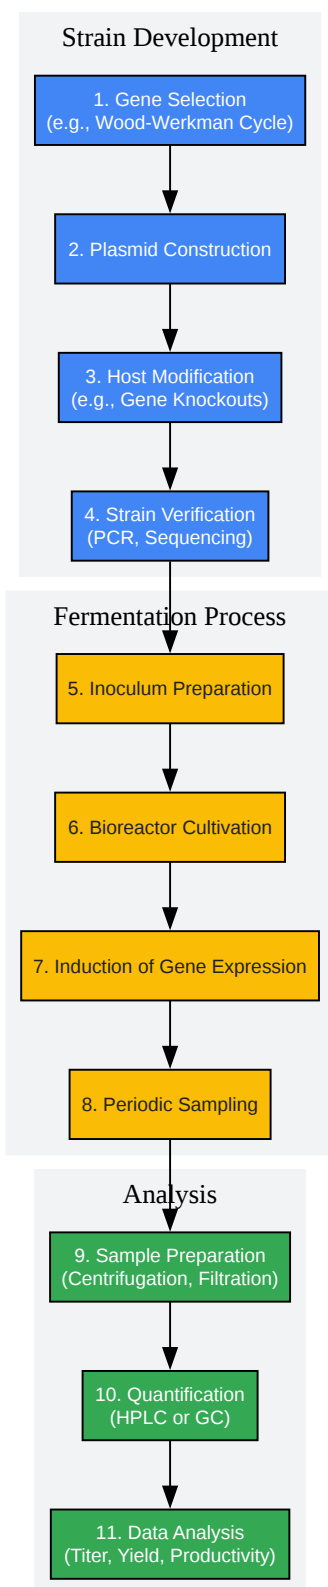 Strain Development
1. Gene Selection
(e.g., Wood-Werkman Cycle)
2. Plasmid Construction
3. Host Modification
(e.g., Gene Knockouts)
4. Strain Verification
(PCR, Sequencing)
Fermentation Process
5. Inoculum Preparation
6. Bioreactor Cultivation
7. Induction of Gene Expression
8. Periodic Sampling
Analysis
9. Sample Preparation
(Centrifugation, Filtration)
10. Quantification
(HPLC or GC)
11. Data Analysis
(Titer, Yield, Productivity)